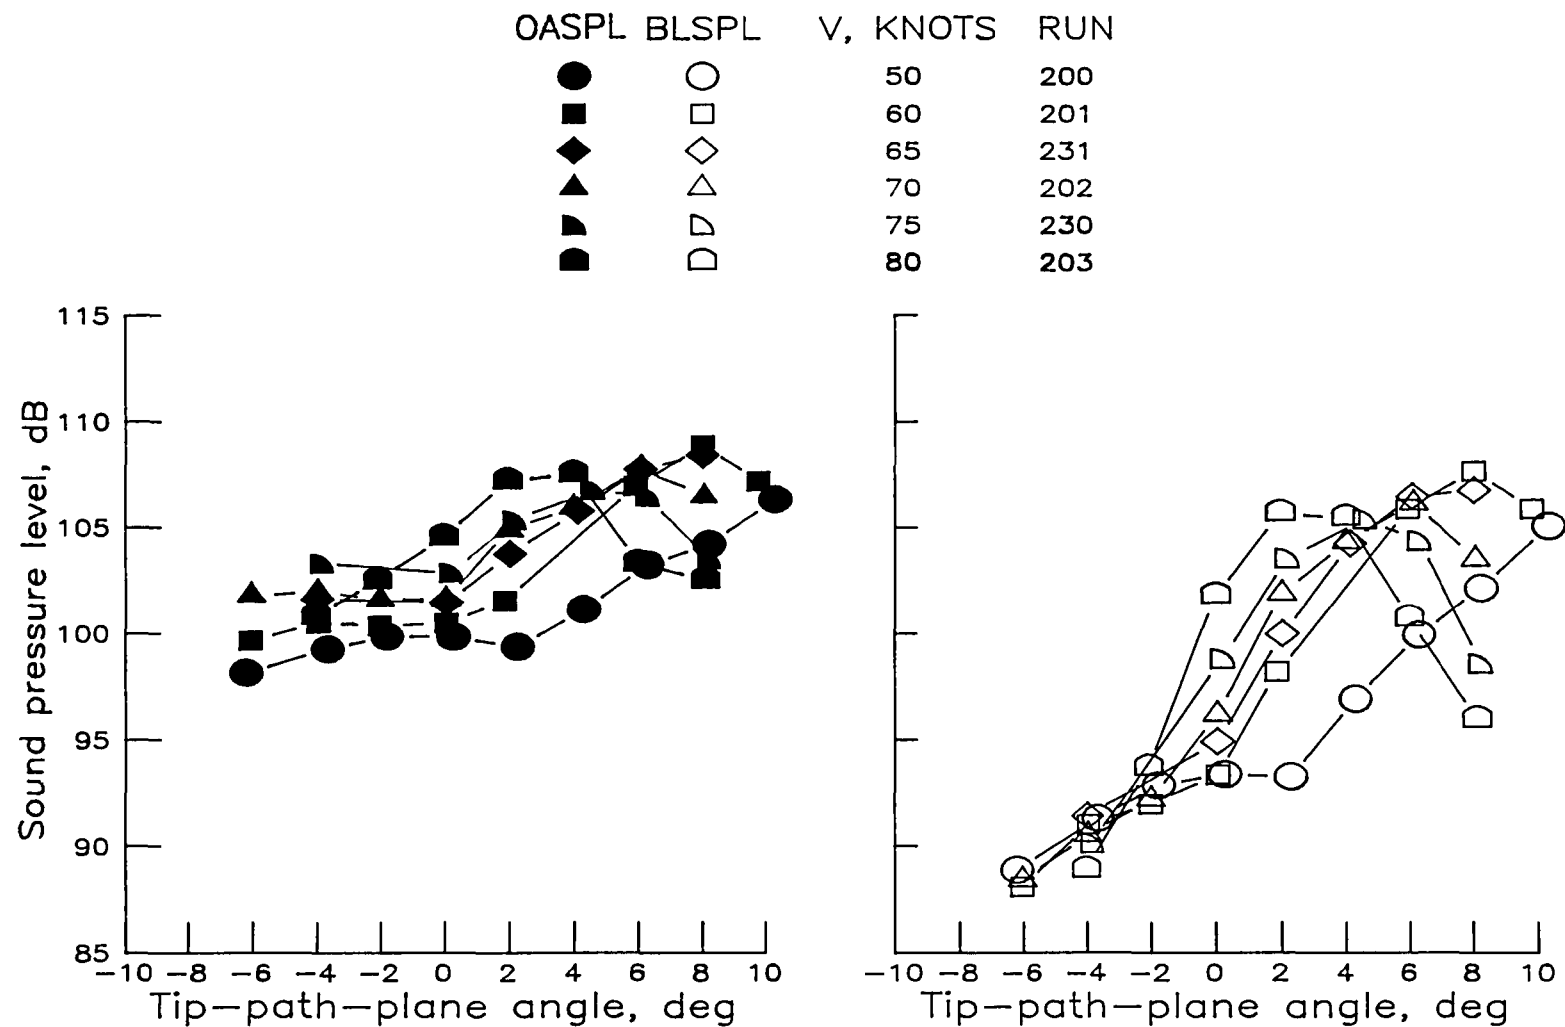 OASPL BLSPL V, KNOTS RUN
50 200
60 201
65 231
70 202
75 230
80 203
Sound pressure level, dB
115
110
105
100
95
90
85
-10 -8 -6 -4 -2 0 2 4 6 8 10
Tip-path-plane angle, deg
-10 -8 -6 -4 -2 0 2 4 6 8 10
Tip-path-plane angle, deg